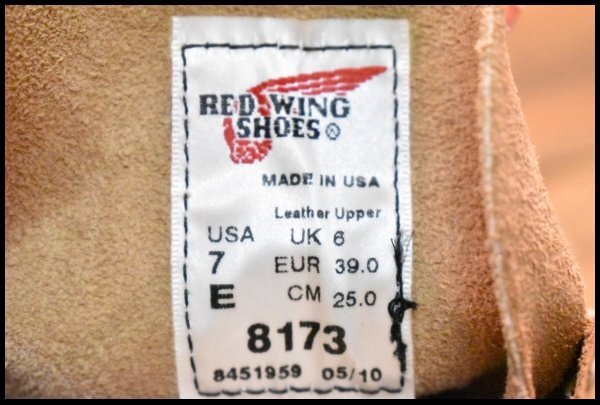 RED WING
SHOES®
MADE IN USA
Leather Upper
USA UK 6
7 EUR 39.0
E CM 25.0
8173
8451959 05/10